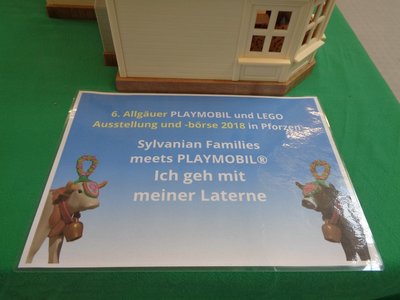 6. Allgäuer PLAYMOBIL und LEGO
Ausstellung und -börse 2018 in Pforzen
Sylvanian Families
meets PLAYMOBIL®
Ich geh mit
meiner Laterne